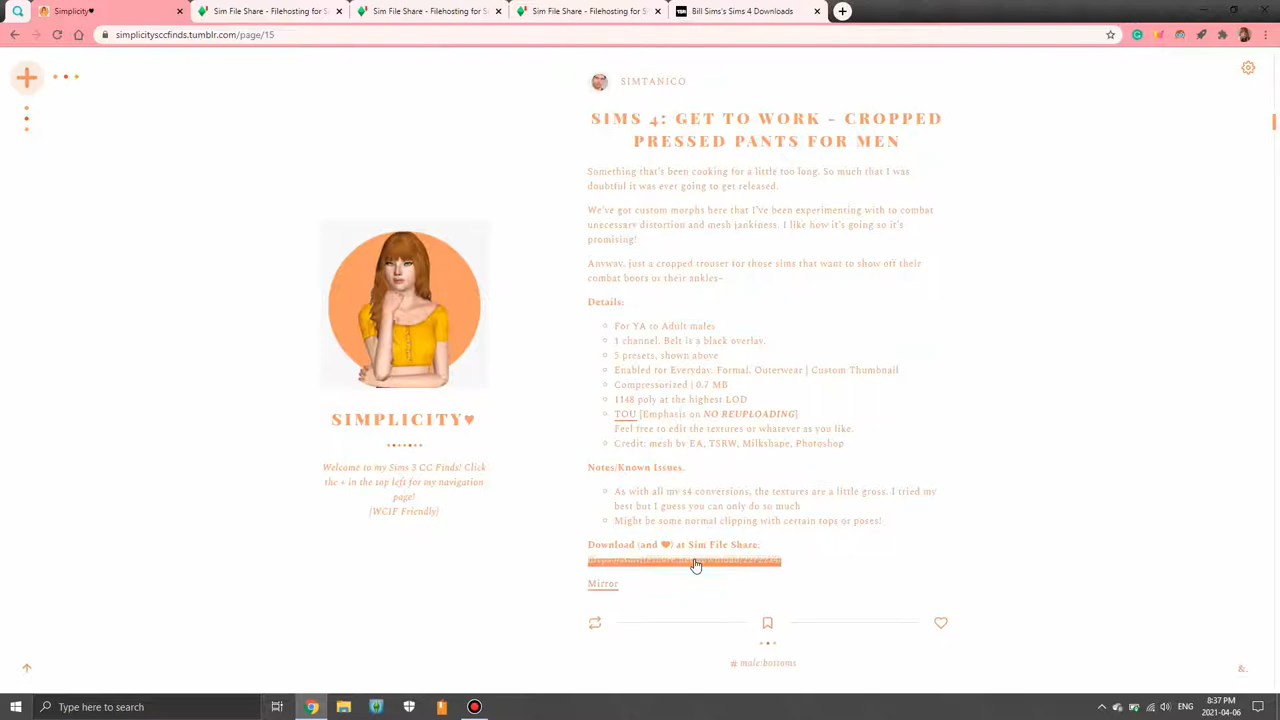 Simplicity♥
Sim File Share - Filehosting for S
Sim File Share - Filehosting for S
Sim File Share - Filehosting for S
TSR
Bill Sims's Sims 4 Downloads
simplicitysccfinds.tumblr.com/page/15
SIMTANICO
SIMS 4: GET TO WORK - CROPPED
PRESSED PANTS FOR MEN
Something that's been cooking for a little too long. So much that I was
doubtful it was ever going to get released.
We've got custom morphs here that I've been experimenting with to combat
unecessary distortion and mesh jankiness. I like how it's going so it's
promising!
Anyway, just a cropped trouser for those sims that want to show off their
combat boots or their ankles~
Details:
For YA to Adult males
1 channel. Belt is a black overlay.
5 presets, shown above
Enabled for Everyday, Formal, Outerwear | Custom Thumbnail
Compressorized | 0.7 MB
1148 poly at the highest LOD
TOU [Emphasis on NO REUPLOADING]
Feel free to edit the textures or whatever as you like.
Credit: mesh by EA, TSRW, Milkshape, Photoshop
Notes/Known Issues.
As with all my s4 conversions, the textures are a little gross. I tried my
best but I guess you can only do so much
Might be some normal clipping with certain tops or poses!
Download (and ♥) at Sim File Share:
Mirror
# male:bottoms
SIMPLICITY♥
Welcome to my Sims 3 CC Finds! Click
the + in the top left for my navigation
page!
[WCIF Friendly]
&.
Type here to search
ENG
8:37 PM
2021-04-06